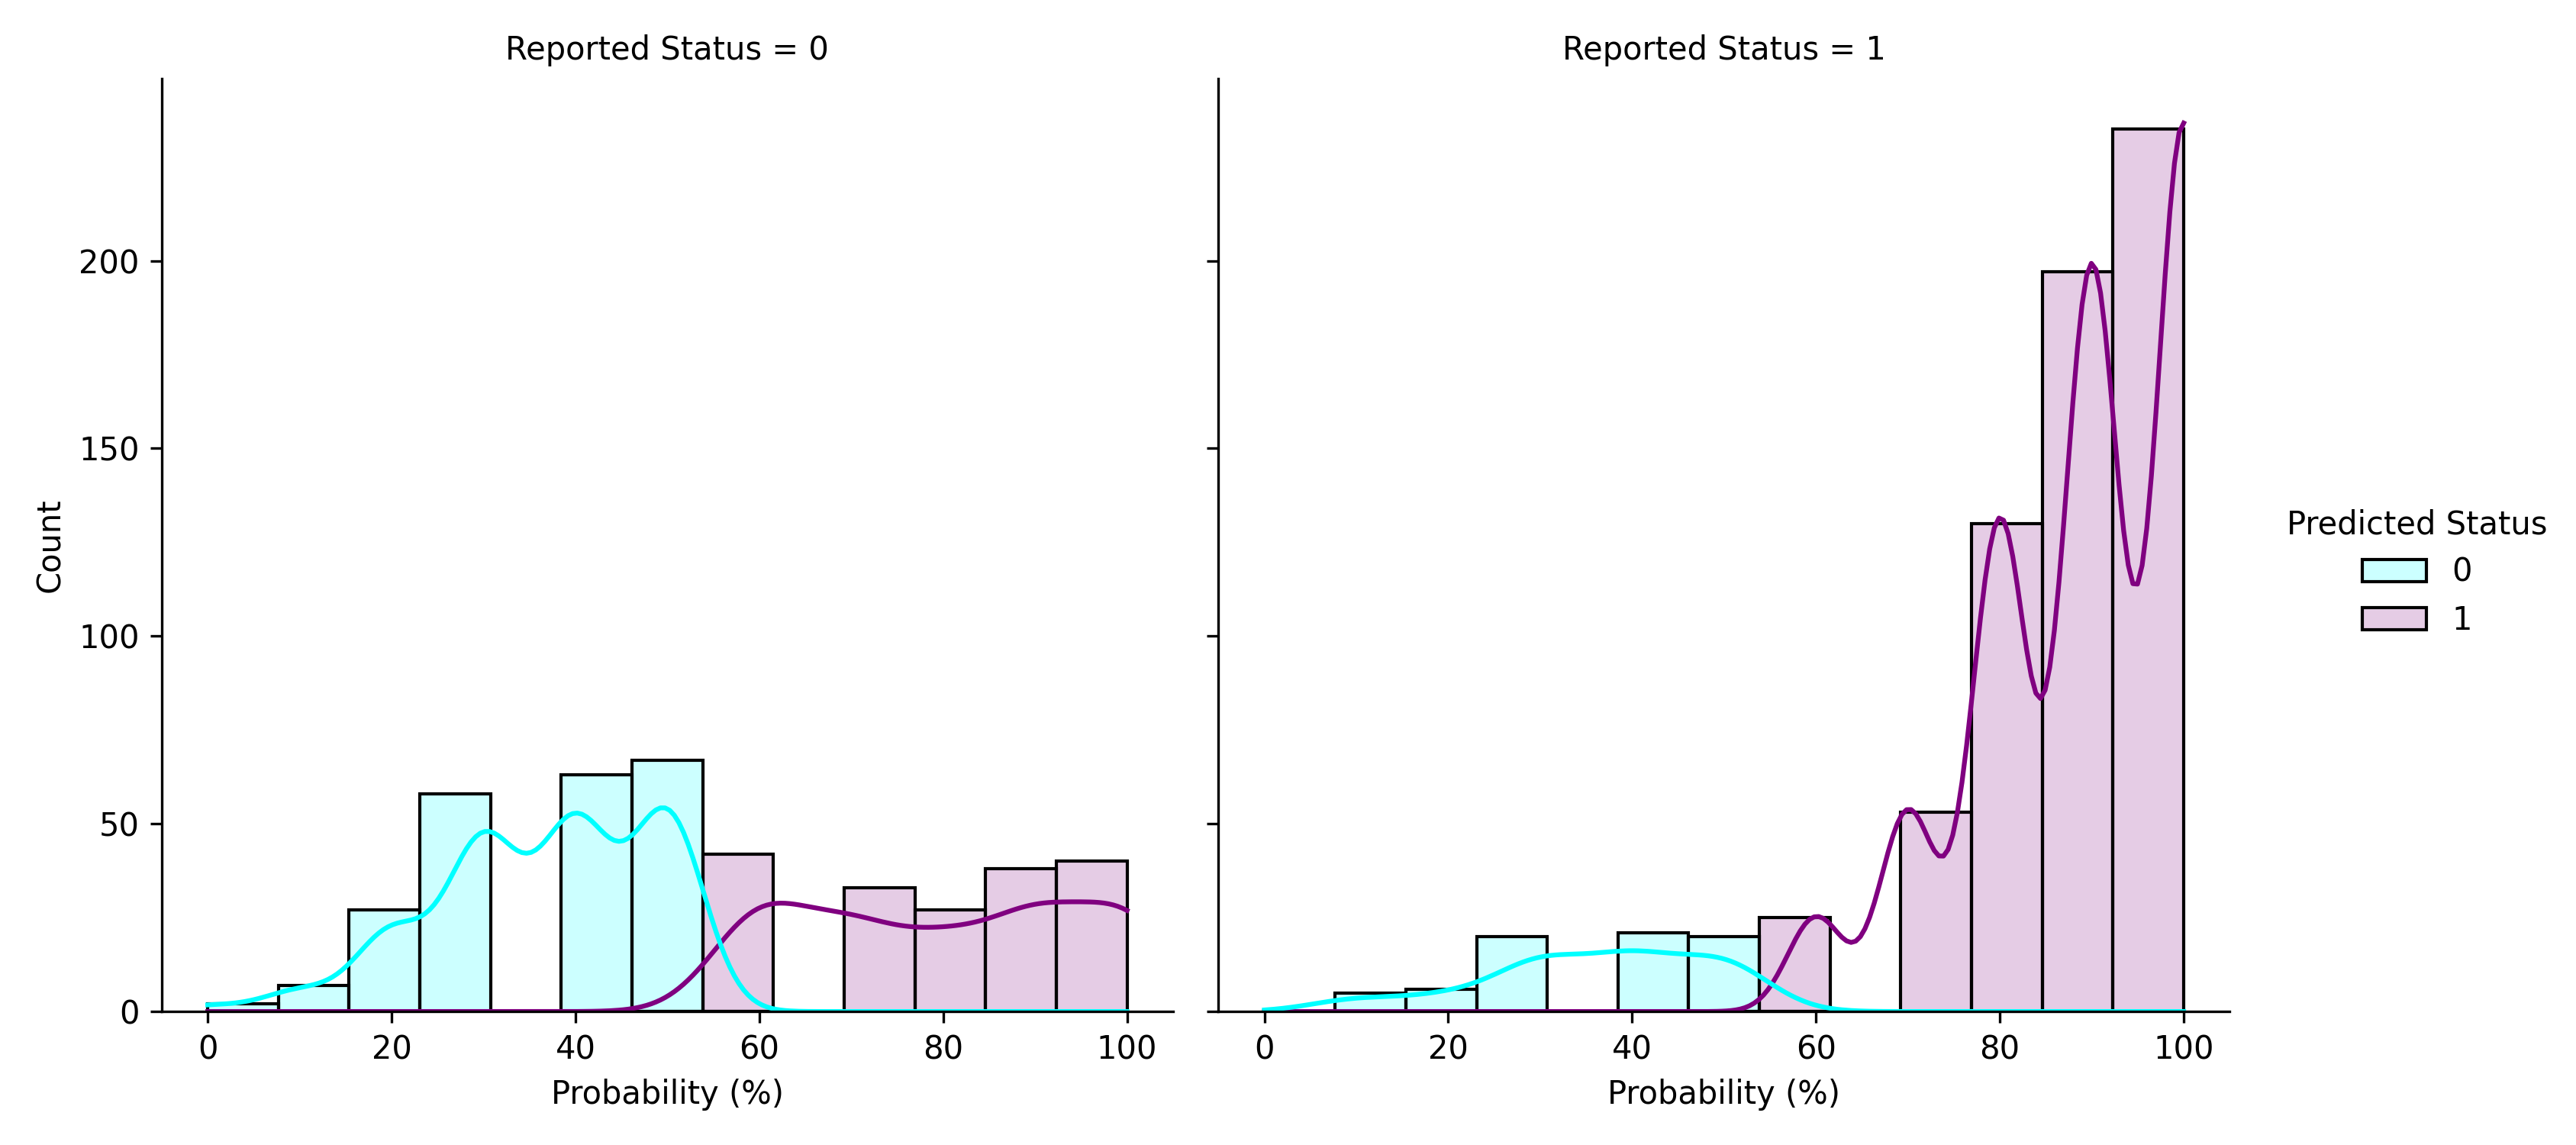 Reported Status = 0
Reported Status = 1
Count
200
150
100
50
0
0 20 40 60 80 100
0 20 40 60 80 100
Probability (%)
Probability (%)
Predicted Status
0
1